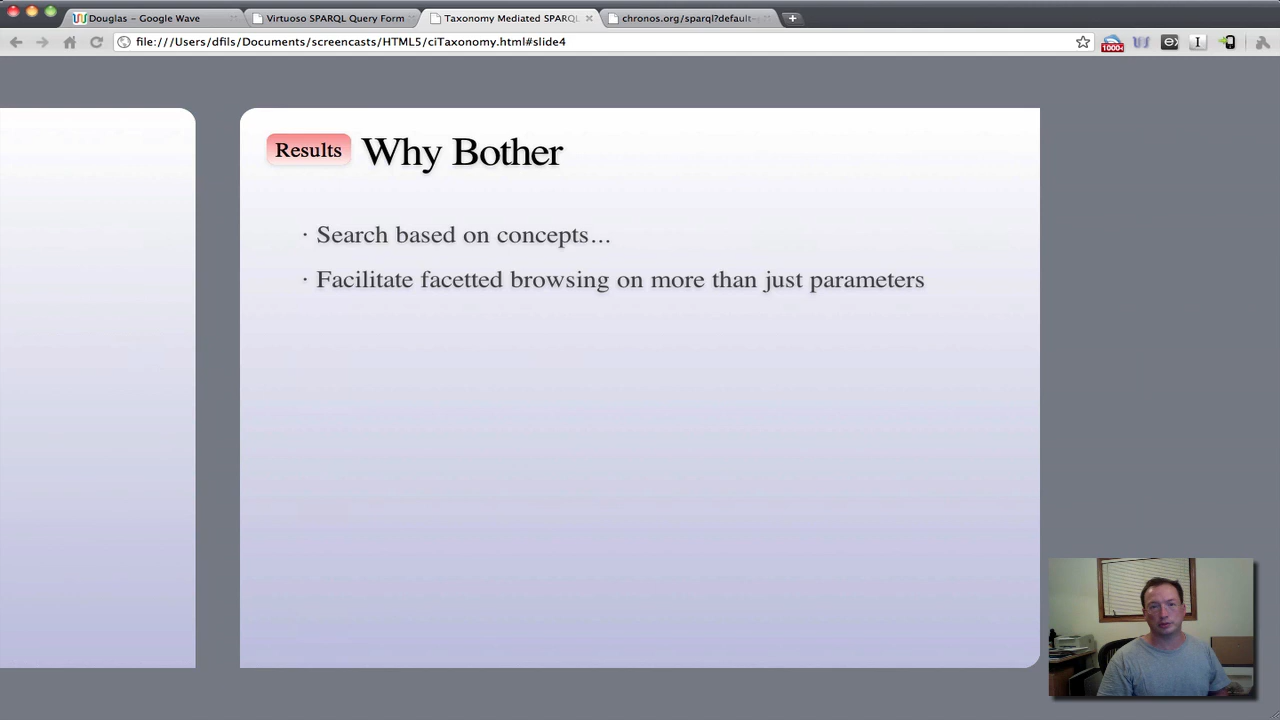 Douglas – Google Wave
Virtuoso SPARQL Query Form
Taxonomy Mediated SPARQL
chronos.org/sparql?default-
file:///Users/dfils/Documents/screencasts/HTML5/ciTaxonomy.html#slide4
1000+
Results Why Bother
· Search based on concepts...
· Facilitate facetted browsing on more than just parameters